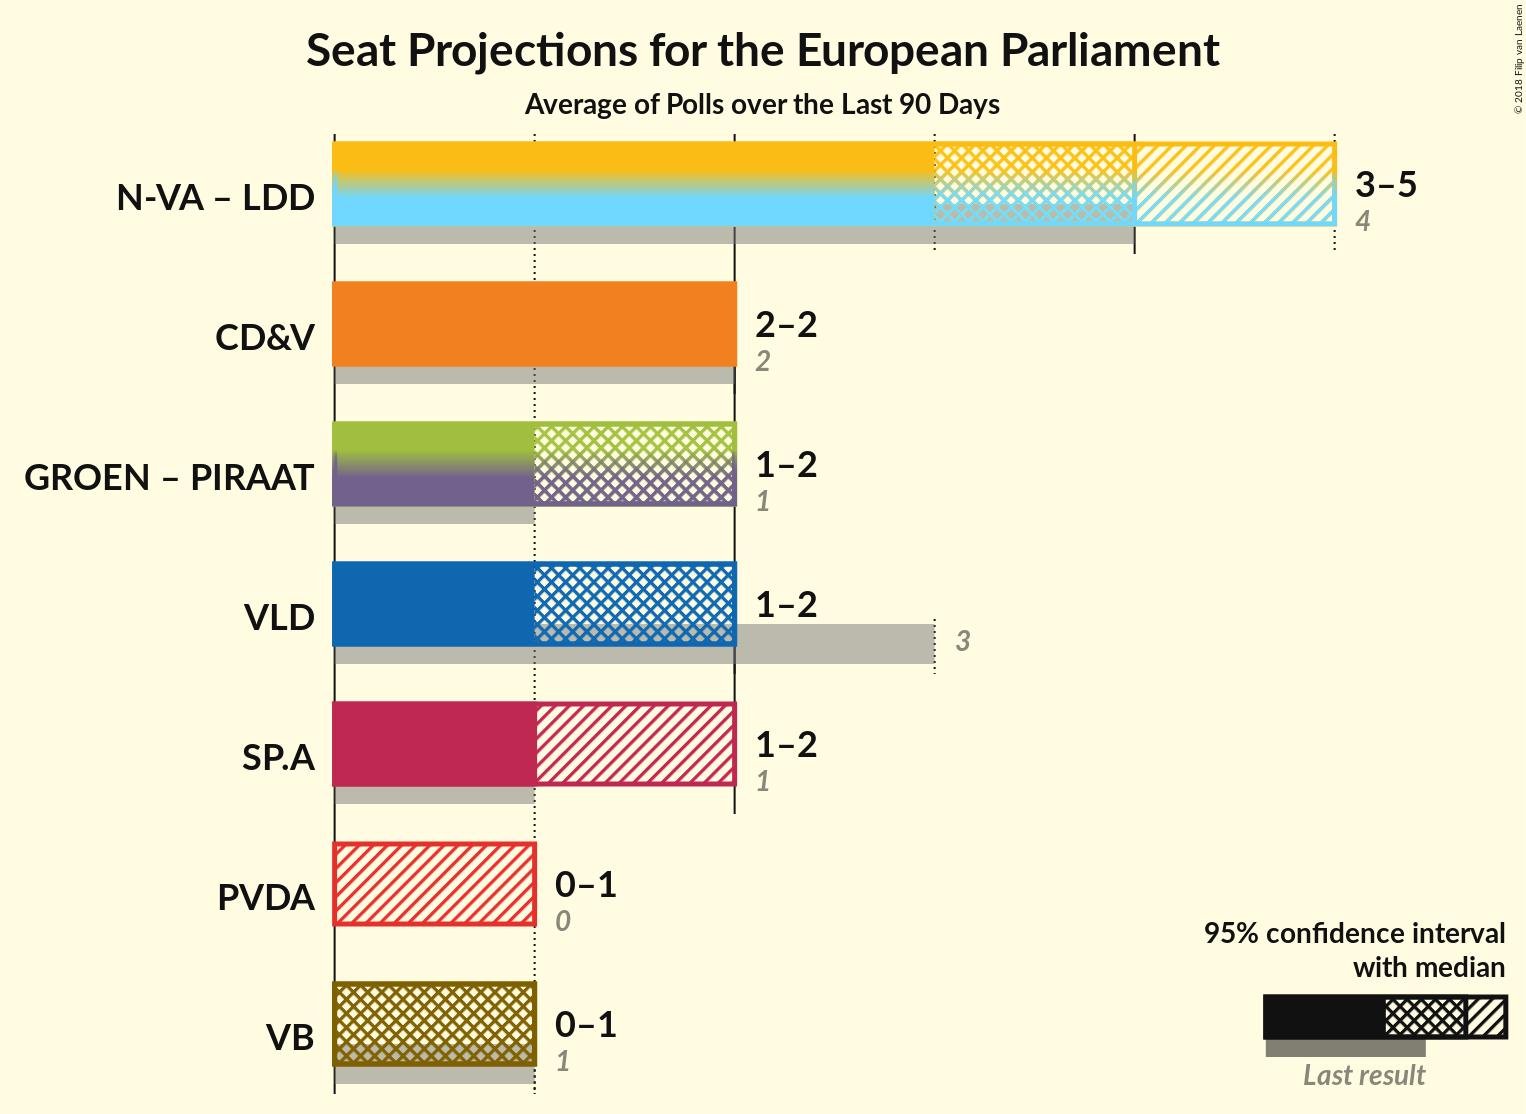 Seat Projections for the European Parliament
Average of Polls over the Last 90 Days
© 2018 Filip van Laenen
N-VA – LDD
3–5
4
CD&V
2–2
2
GROEN – PIRAAT
1–2
1
VLD
1–2
3
SP.A
1–2
1
PVDA
0–1
0
VB
0–1
1
95% confidence interval
with median
Last result